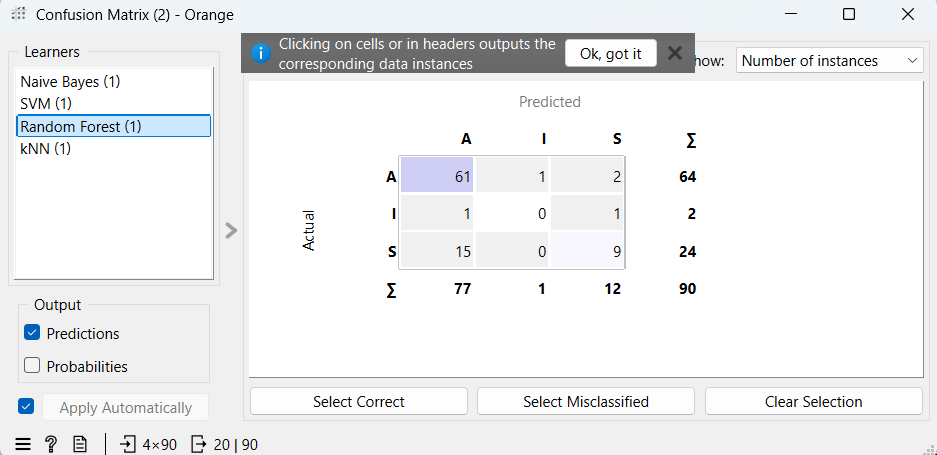 Confusion Matrix (2) - Orange
Learners
Naive Bayes (1)
SVM (1)
Random Forest (1)
kNN (1)
Output
Predictions
Probabilities
Apply Automatically
4×90
20 | 90
Clicking on cells or in headers outputs the
corresponding data instances
Ok, got it
how: Number of instances
Predicted
A I S Σ
Actual
A 61 1 2 64
I 1 0 1 2
S 15 0 9 24
Σ 77 1 12 90
Select Correct
Select Misclassified
Clear Selection